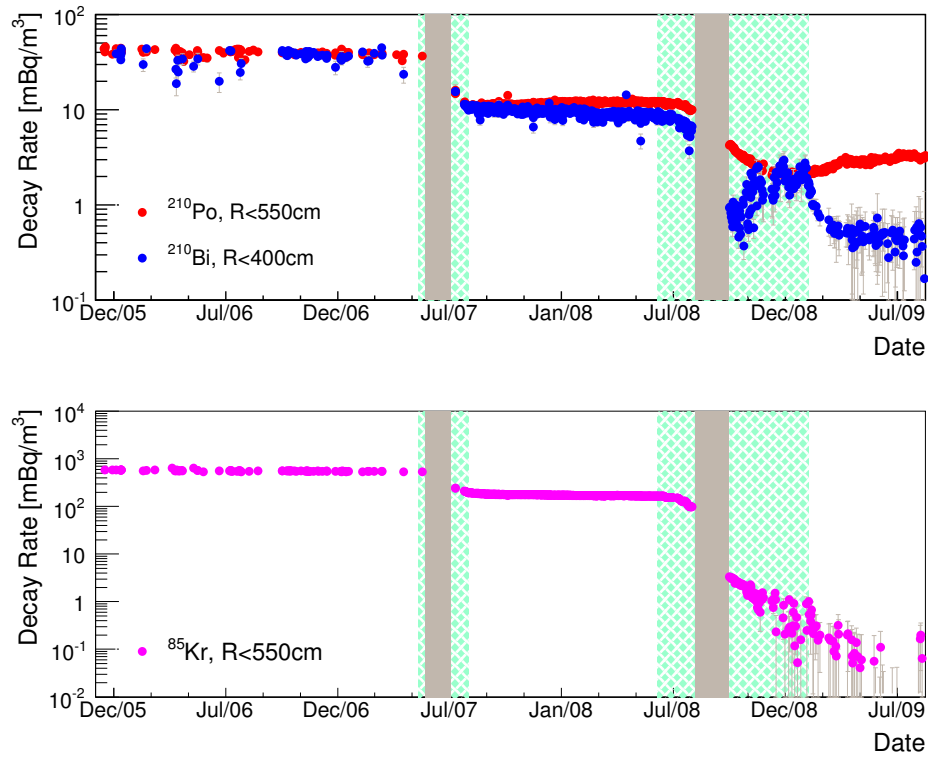 Decay Rate [mBq/m³]
10²
10
1
10⁻¹
²¹⁰Po, R<550cm
²¹⁰Bi, R<400cm
Dec/05 Jul/06 Dec/06 Jul/07 Jan/08 Jul/08 Dec/08 Jul/09
Date
Decay Rate [mBq/m³]
10⁴
10³
10²
10
1
10⁻¹
10⁻²
⁸⁵Kr, R<550cm
Dec/05 Jul/06 Dec/06 Jul/07 Jan/08 Jul/08 Dec/08 Jul/09
Date